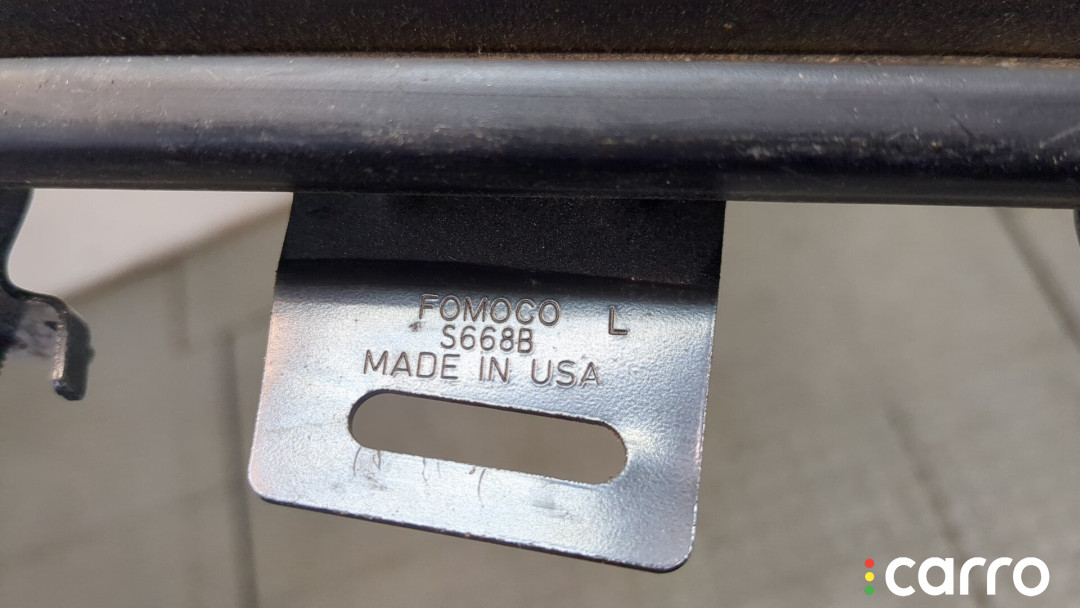 FOMOCO L
S668B
MADE IN USA
carro